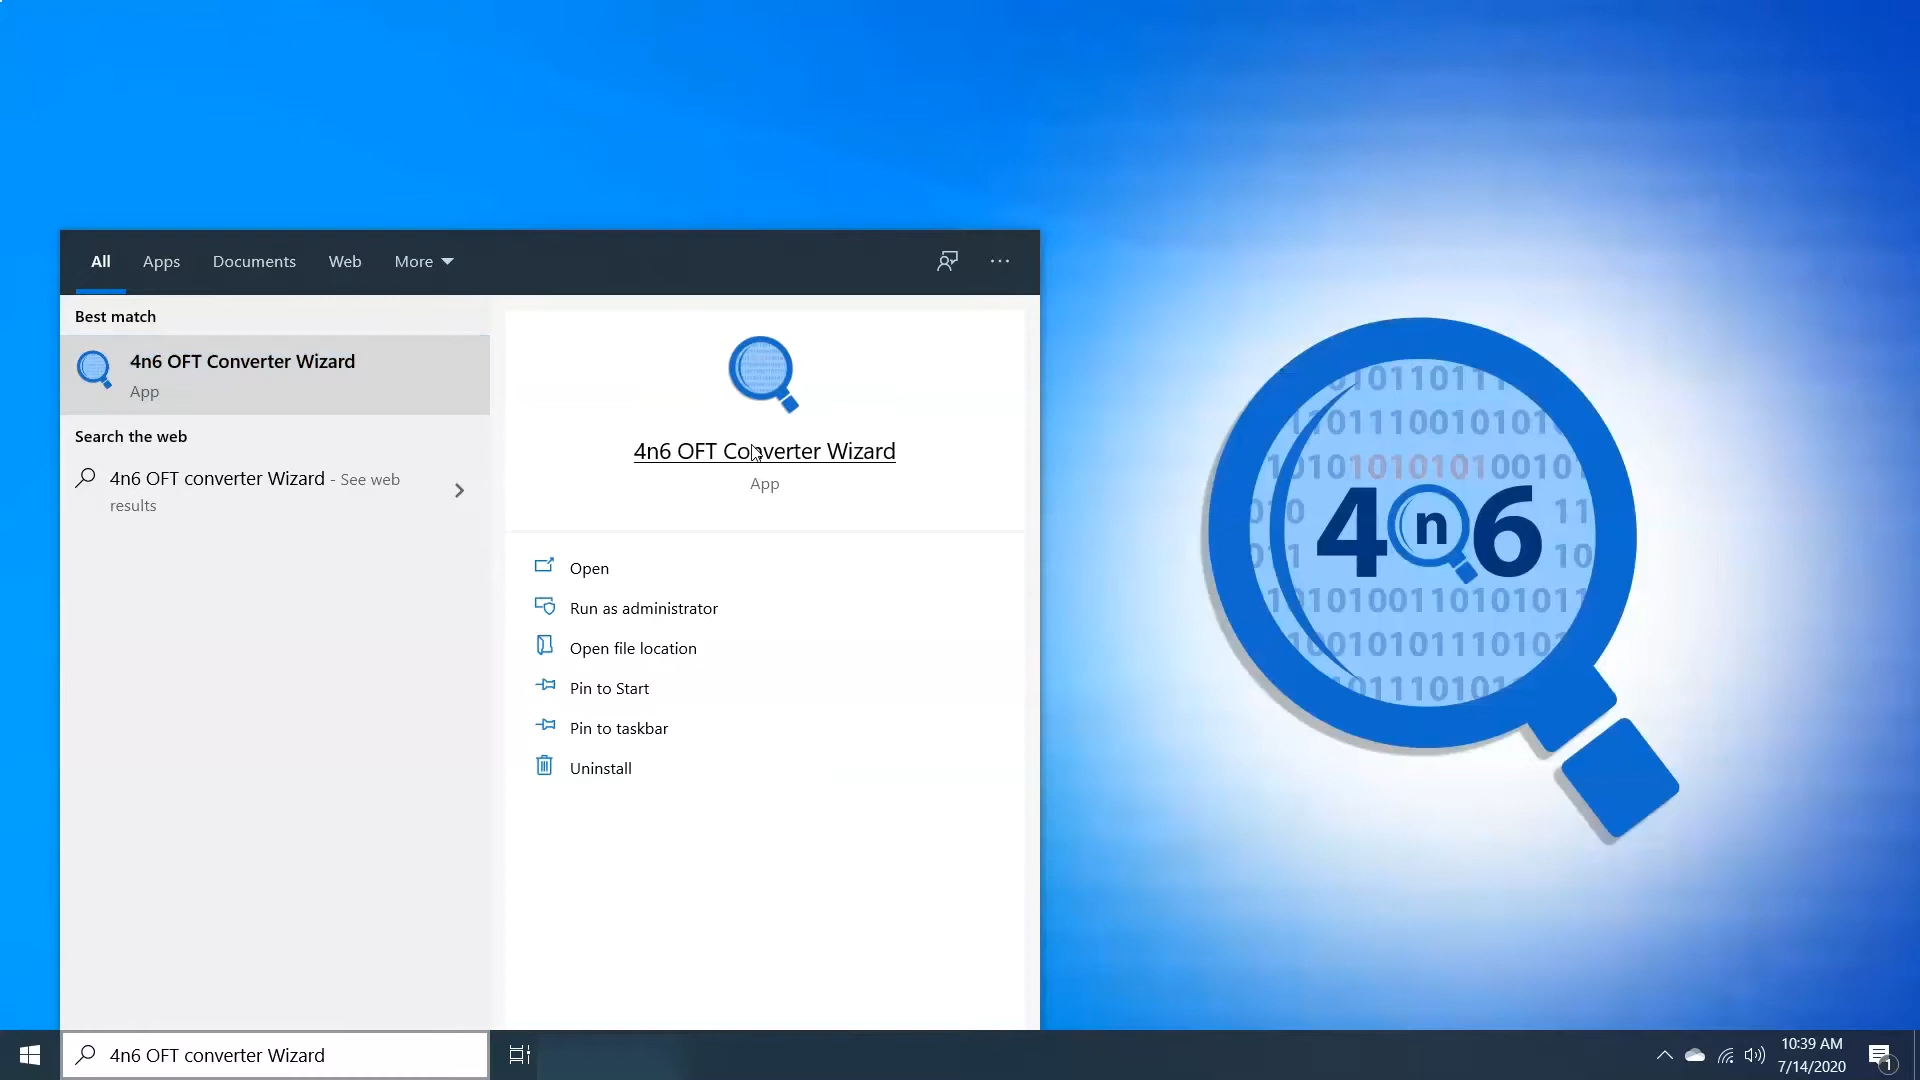 All Apps Documents Web More
Best match
4n6 OFT Converter Wizard
App
Search the web
4n6 OFT converter Wizard - See web
results
4n6 OFT Converter Wizard
App
Open
Run as administrator
Open file location
Pin to Start
Pin to taskbar
Uninstall
4n6
4n6 OFT converter Wizard
10:39 AM
7/14/2020
1